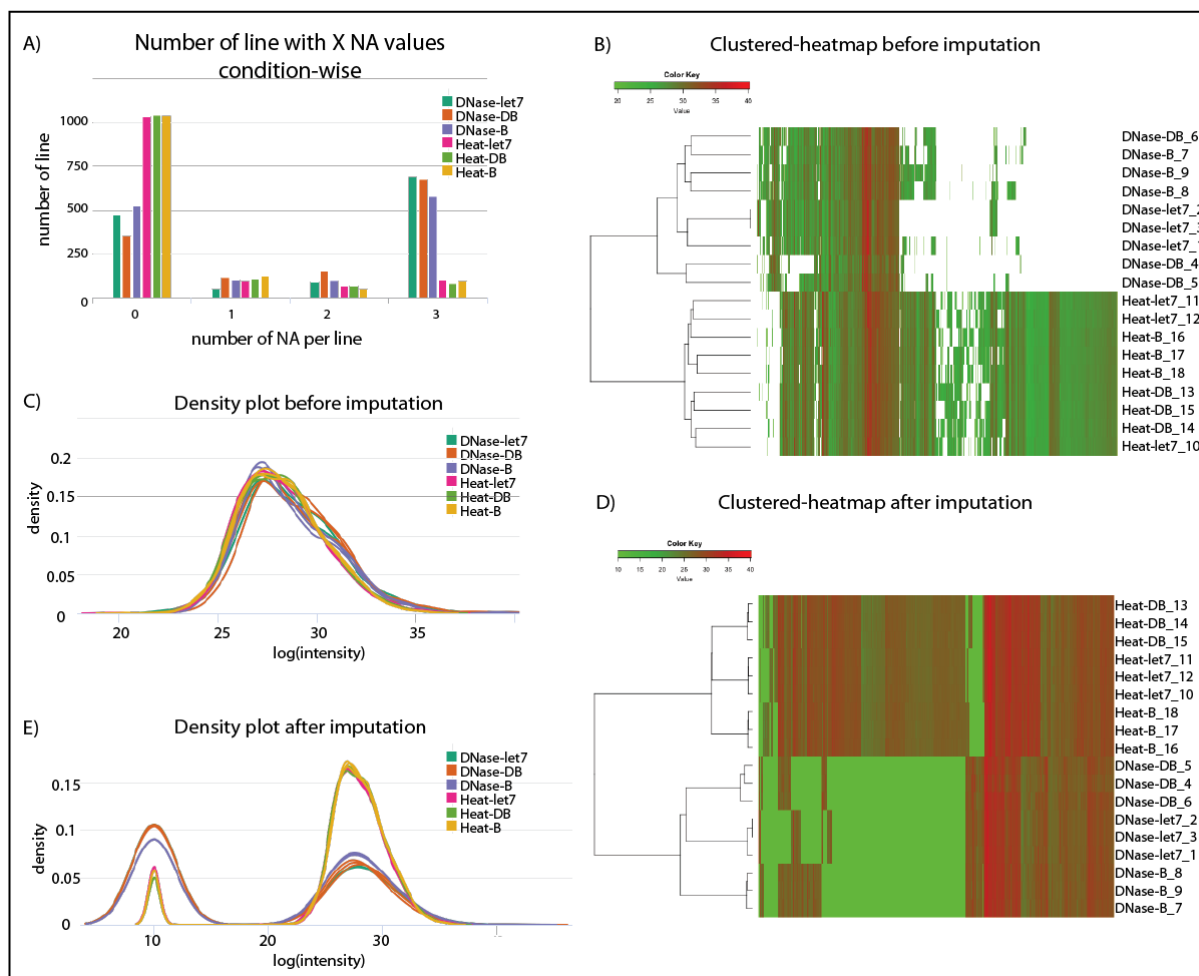 A)
Number of line with X NA values
condition-wise
number of line
1000
750
500
250
0
DNase-let7
DNase-DB
DNase-B
Heat-let7
Heat-DB
Heat-B
0 1 2 3
number of NA per line
B)
Clustered-heatmap before imputation
Color Key
20 25 30 35 40
Value
DNase-DB_6
DNase-B_7
DNase-B_9
DNase-B_8
DNase-let7_2
DNase-let7_3
DNase-let7_1
DNase-DB_4
DNase-DB_5
Heat-let7_11
Heat-let7_12
Heat-B_16
Heat-B_17
Heat-B_18
Heat-DB_13
Heat-DB_15
Heat-DB_14
Heat-let7_10
C)
Density plot before imputation
density
0.2
0.15
0.1
0.05
0
DNase-let7
DNase-DB
DNase-B
Heat-let7
Heat-DB
Heat-B
20 25 30 35
log(intensity)
D)
Clustered-heatmap after imputation
Color Key
10 15 20 25 30 35 40
Value
Heat-DB_13
Heat-DB_14
Heat-DB_15
Heat-let7_11
Heat-let7_12
Heat-let7_10
Heat-B_18
Heat-B_17
Heat-B_16
DNase-DB_5
DNase-DB_4
DNase-DB_6
DNase-let7_2
DNase-let7_3
DNase-let7_1
DNase-B_8
DNase-B_9
DNase-B_7
E)
Density plot after imputation
density
0.15
0.1
0.05
0
DNase-let7
DNase-DB
DNase-B
Heat-let7
Heat-DB
Heat-B
10 20 30
log(intensity)